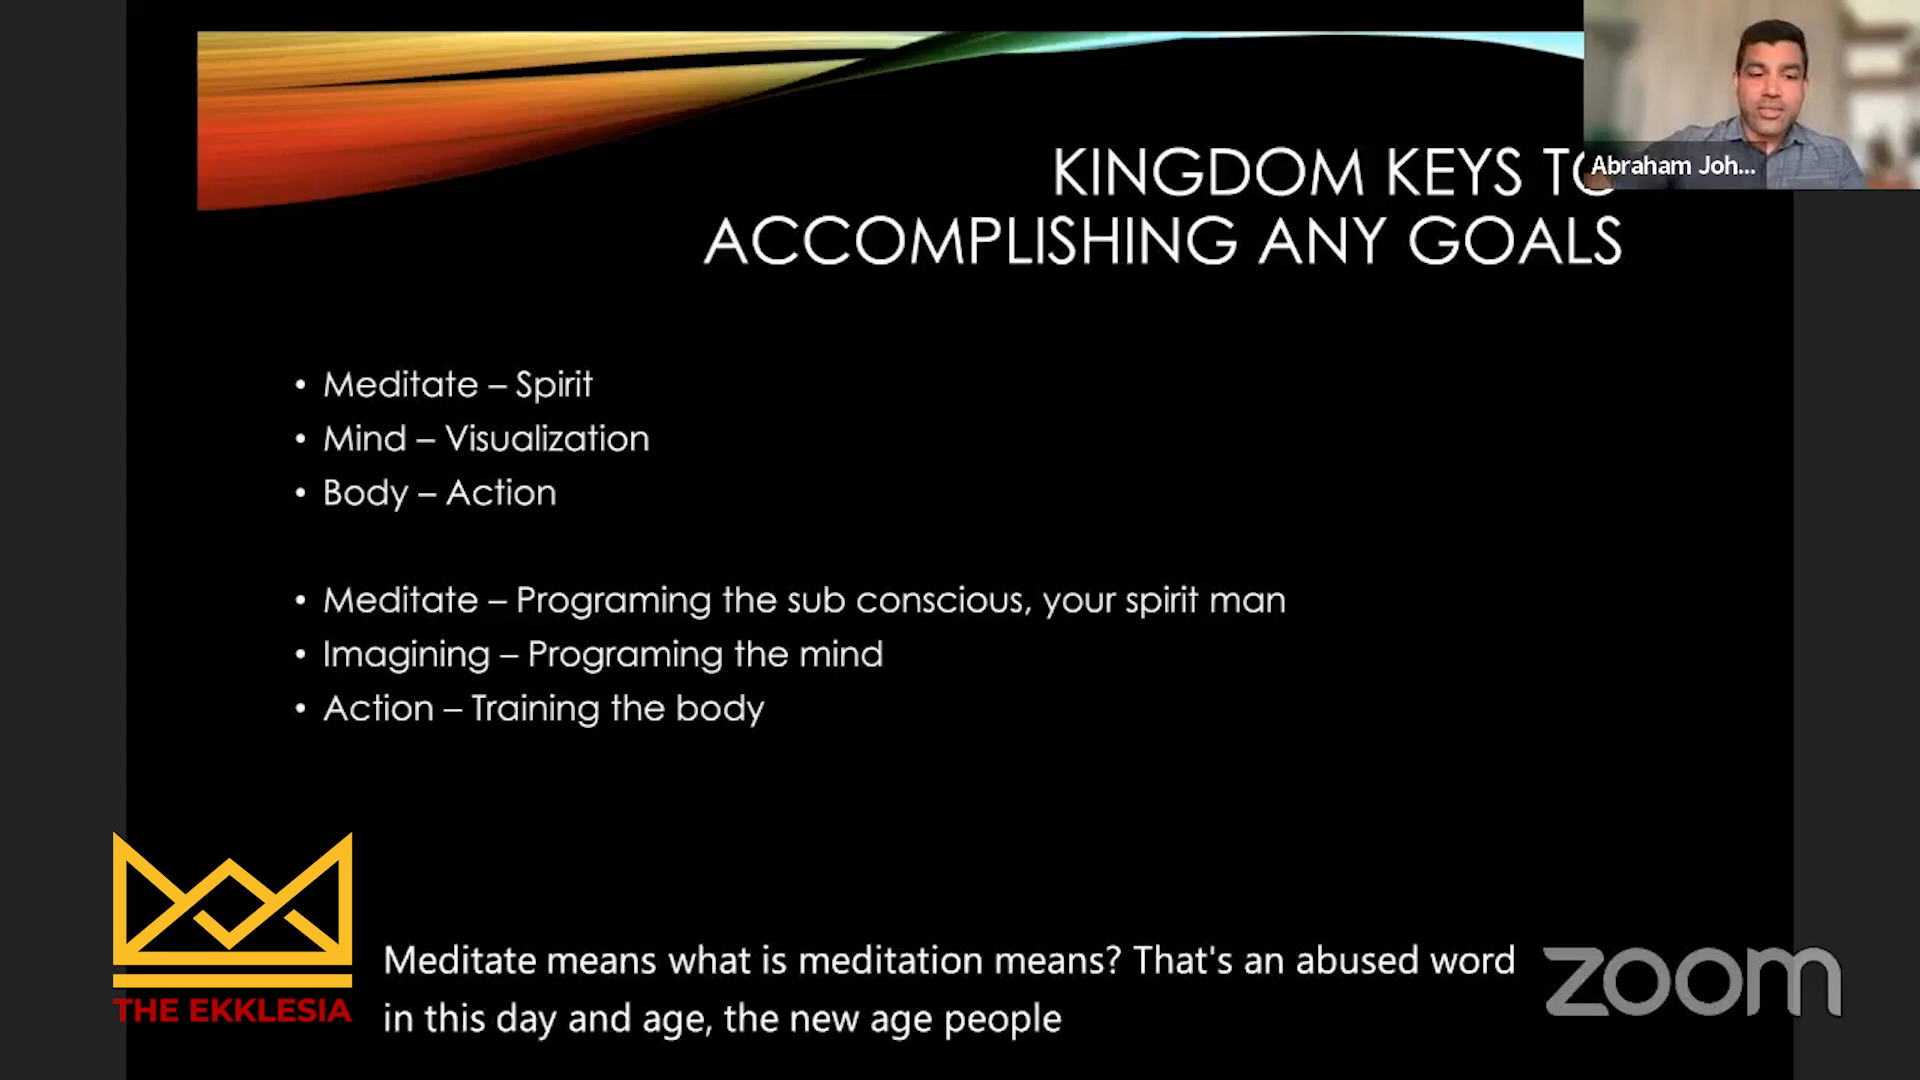 KINGDOM KEYS TO
ACCOMPLISHING ANY GOALS
Abraham Joh...
• Meditate – Spirit
• Mind – Visualization
• Body – Action
• Meditate – Programing the sub conscious, your spirit man
• Imagining – Programing the mind
• Action – Training the body
THE EKKLESIA
Meditate means what is meditation means? That's an abused word
in this day and age, the new age people
zoom